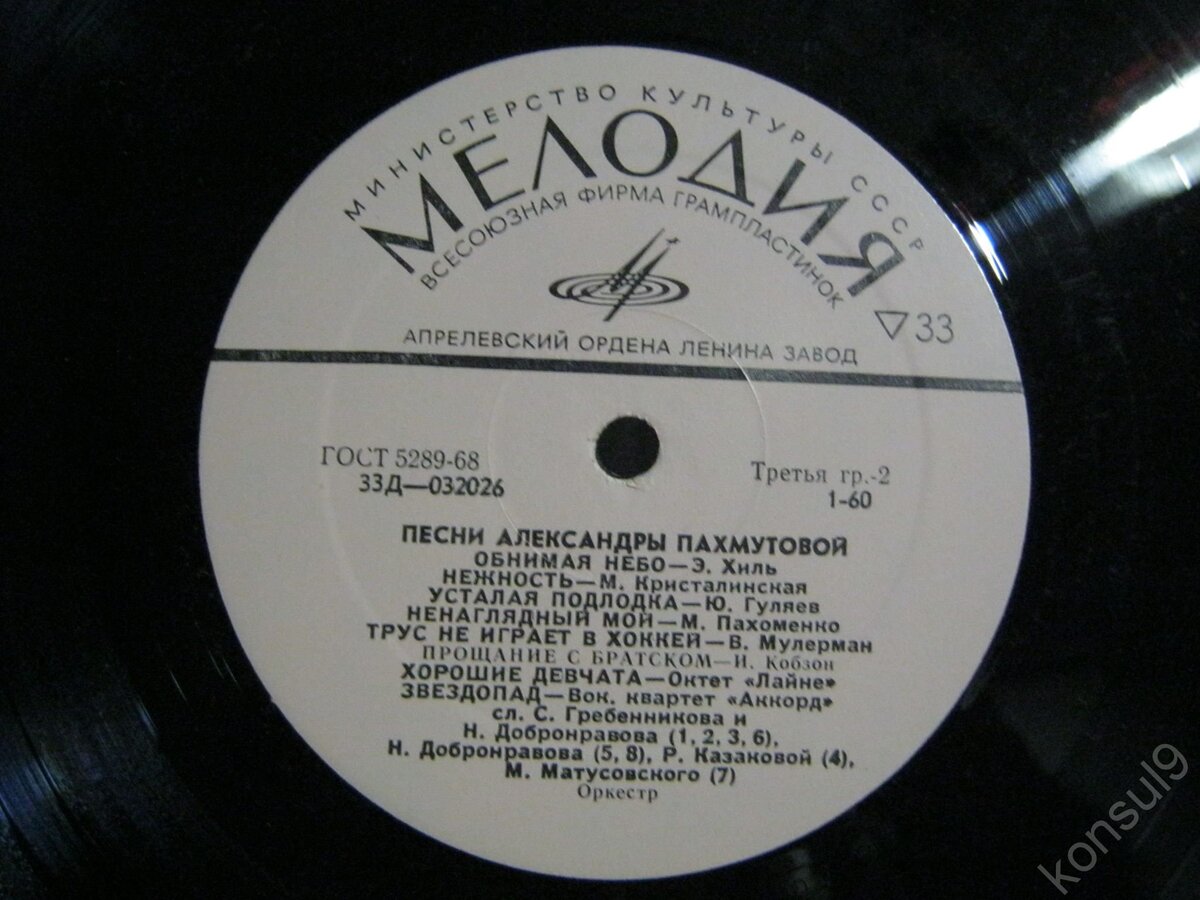 МИНИСТЕРСТВО КУЛЬТУРЫ СССР
МЕЛОДИЯ
ВСЕСОЮЗНАЯ ФИРМА ГРАМПЛАСТИНОК
33
АПРЕЛЕВСКИЙ ОРДЕНА ЛЕНИНА ЗАВОД
ГОСТ 5289-68
Третья гр.-2
33Д—032026
1-60
ПЕСНИ АЛЕКСАНДРЫ ПАХМУТОВОЙ
ОБНИМАЯ НЕБО—Э. Хиль
НЕЖНОСТЬ—М. Кристалинская
УСТАЛАЯ ПОДЛОДКА—Ю. Гуляев
НЕНАГЛЯДНЫЙ МОЙ—М. Пахоменко
ТРУС НЕ ИГРАЕТ В ХОККЕЙ—В. Мулерман
ПРОЩАНИЕ С БРАТСКОМ—И. Кобзон
ХОРОШИЕ ДЕВЧАТА—Октет «Лайне»
ЗВЕЗДОПАД—Вок. квартет «Аккорд»
сл. С. Гребенникова и
Н. Добронравова (1, 2, 3, 6),
Н. Добронравова (5, 8), Р. Казаковой (4),
М. Матусовского (7)
Оркестр
konsul9